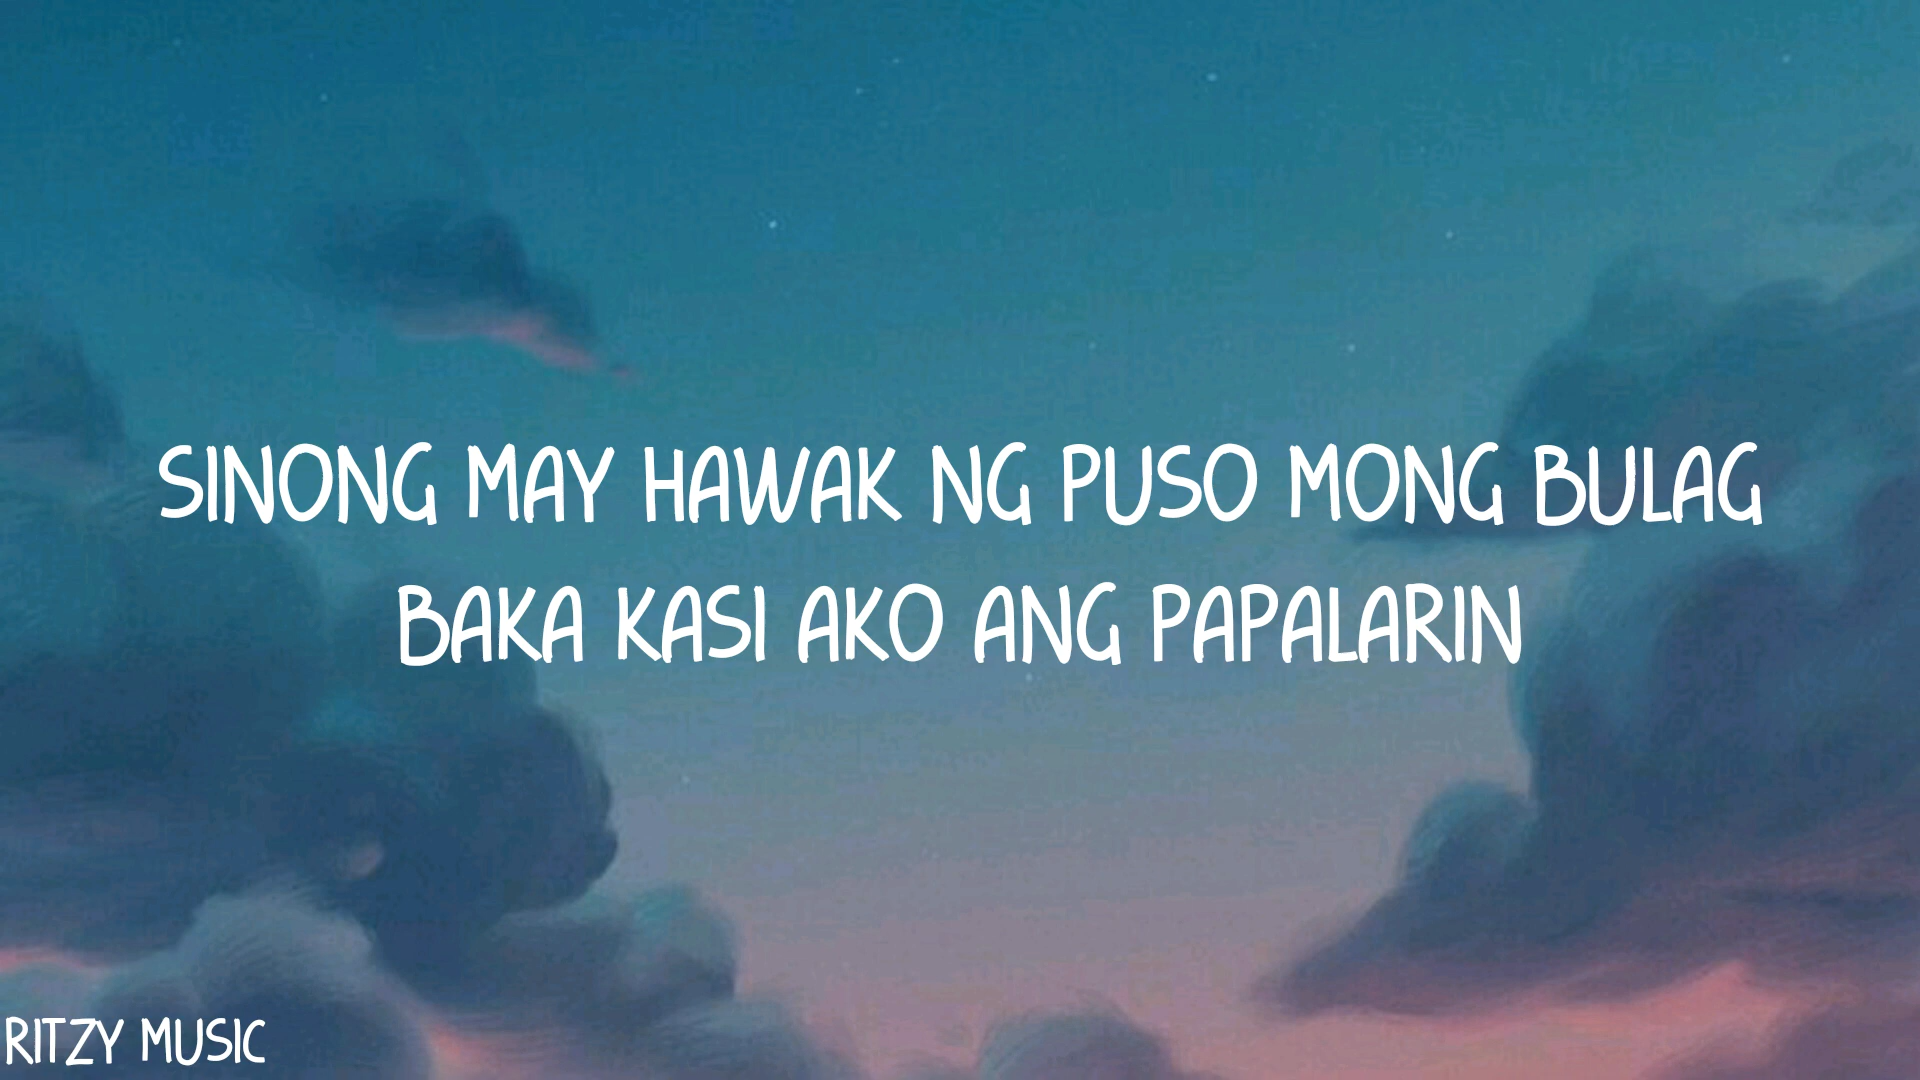 SINONG MAY HAWAK NG PUSO MONG BULAG
BAKA KASI AKO ANG PAPALARIN
RITZY MUSIC